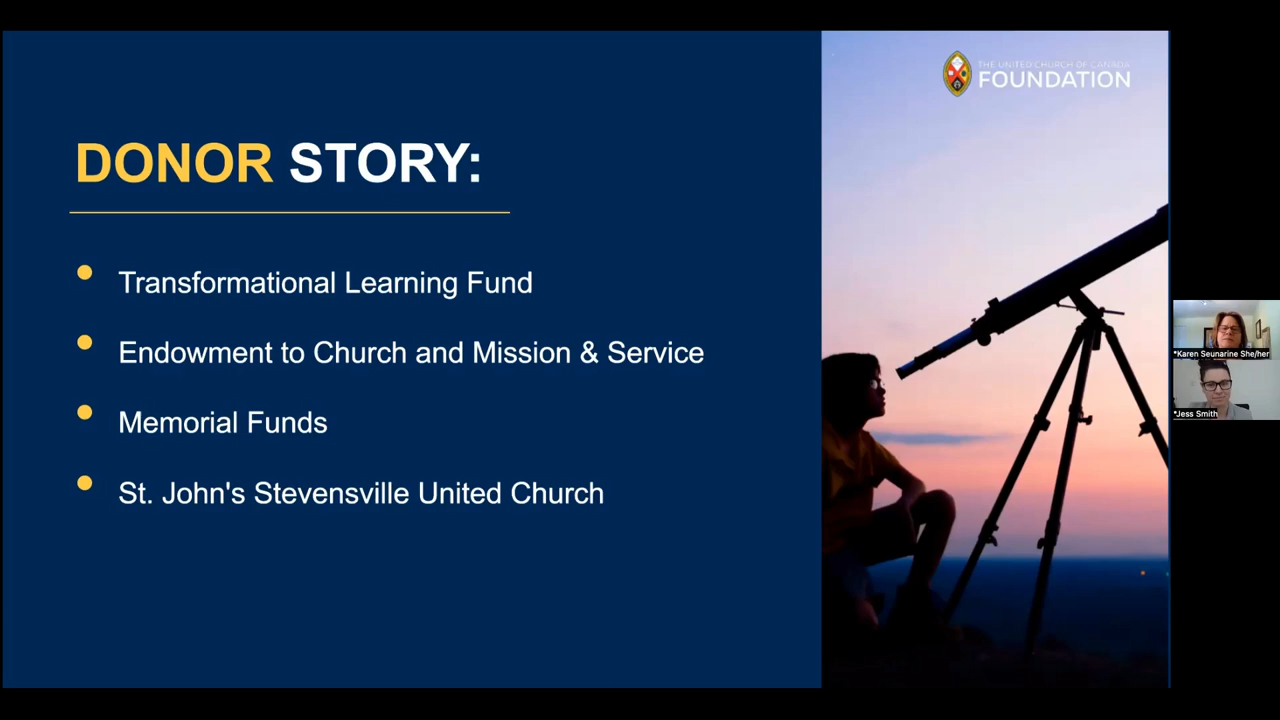 THE UNITED CHURCH OF CANADA
FOUNDATION
DONOR STORY:
Transformational Learning Fund
Endowment to Church and Mission & Service
Memorial Funds
St. John's Stevensville United Church
*Karen Seunarine She/her
*Jess Smith